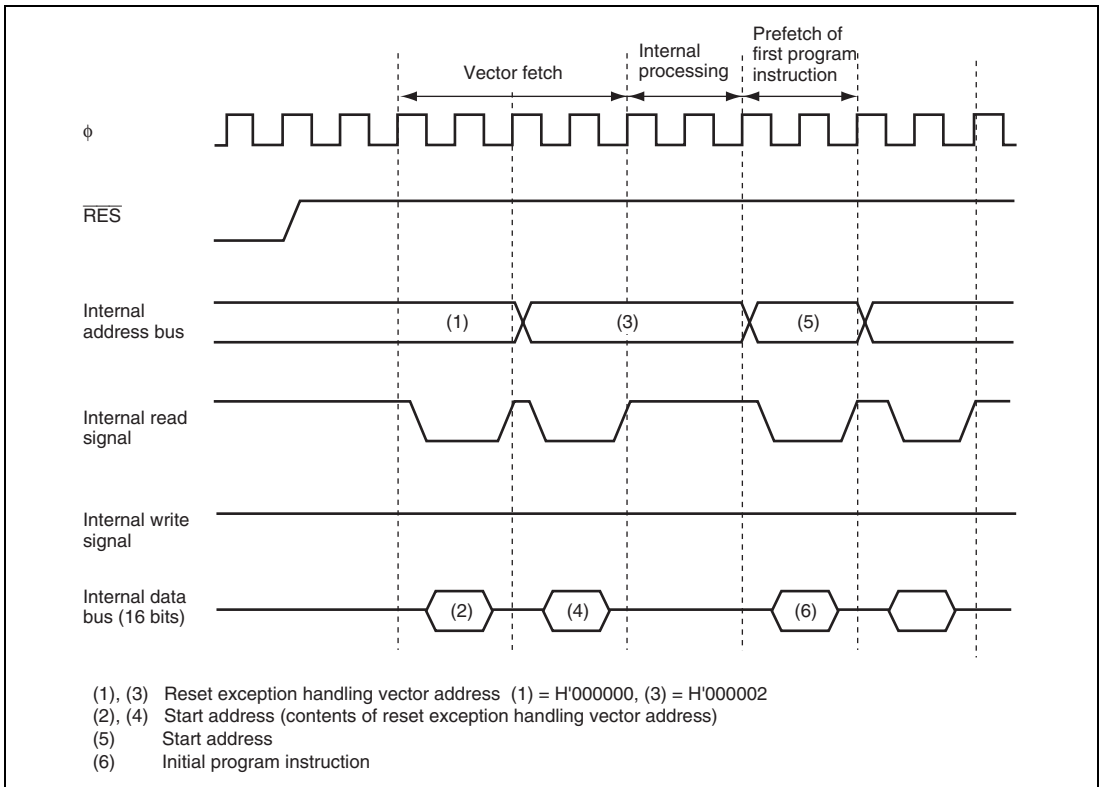 Vector fetch
Internal
processing
Prefetch of
first program
instruction
ϕ
R̅E̅S̅
Internal
address bus
(1)
(3)
(5)
Internal read
signal
Internal write
signal
Internal data
bus (16 bits)
(2)
(4)
(6)
(1), (3) Reset exception handling vector address (1) = H'000000, (3) = H'000002
(2), (4) Start address (contents of reset exception handling vector address)
(5) Start address
(6) Initial program instruction